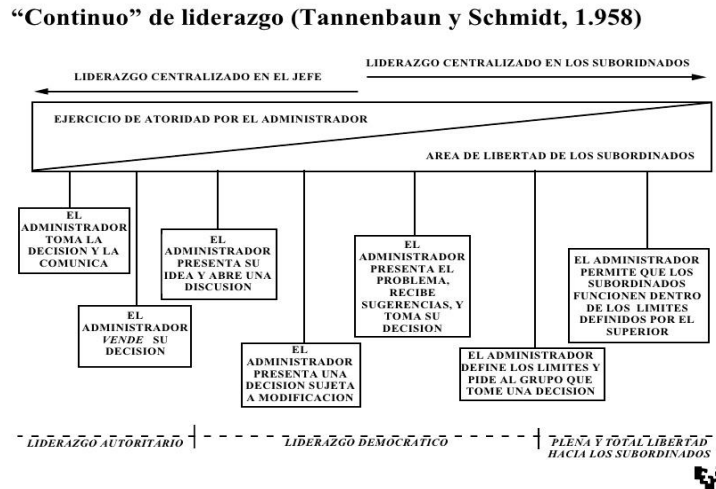 “Continuo” de liderazgo (Tannenbaun y Schmidt, 1.958)
LIDERAZGO CENTRALIZADO EN EL JEFE
LIDERAZGO CENTRALIZADO EN LOS SUBORIDNADOS
EJERCICIO DE ATORIDAD POR EL ADMINISTRADOR
AREA DE LIBERTAD DE LOS SUBORDINADOS
EL
ADMINISTRADOR
TOMA LA
DECISION Y LA
COMUNICA
EL
ADMINISTRADOR
VENDE SU
DECISION
EL
ADMINISTRADOR
PRESENTA SU
IDEA Y ABRE UNA
DISCUSION
EL
ADMINISTRADOR
PRESENTA UNA
DECISION SUJETA
A MODIFICACION
EL
ADMINISTRADOR
PRESENTA EL
PROBLEMA,
RECIBE
SUGERENCIAS, Y
TOMA SU
DECISION
EL ADMINISTRADOR
DEFINE LOS LIMITES Y
PIDE AL GRUPO QUE
TOME UNA DECISION
EL ADMINISTRADOR
PERMITE QUE LOS
SUBORDINADOS
FUNCIONEN DENTRO
DE LOS LIMITES
DEFINIDOS POR EL
SUPERIOR
LIDERAZGO AUTORITARIO
LIDERAZGO DEMOCRATICO
PLENA Y TOTAL LIBERTAD
HACIA LOS SUBORDINADOS